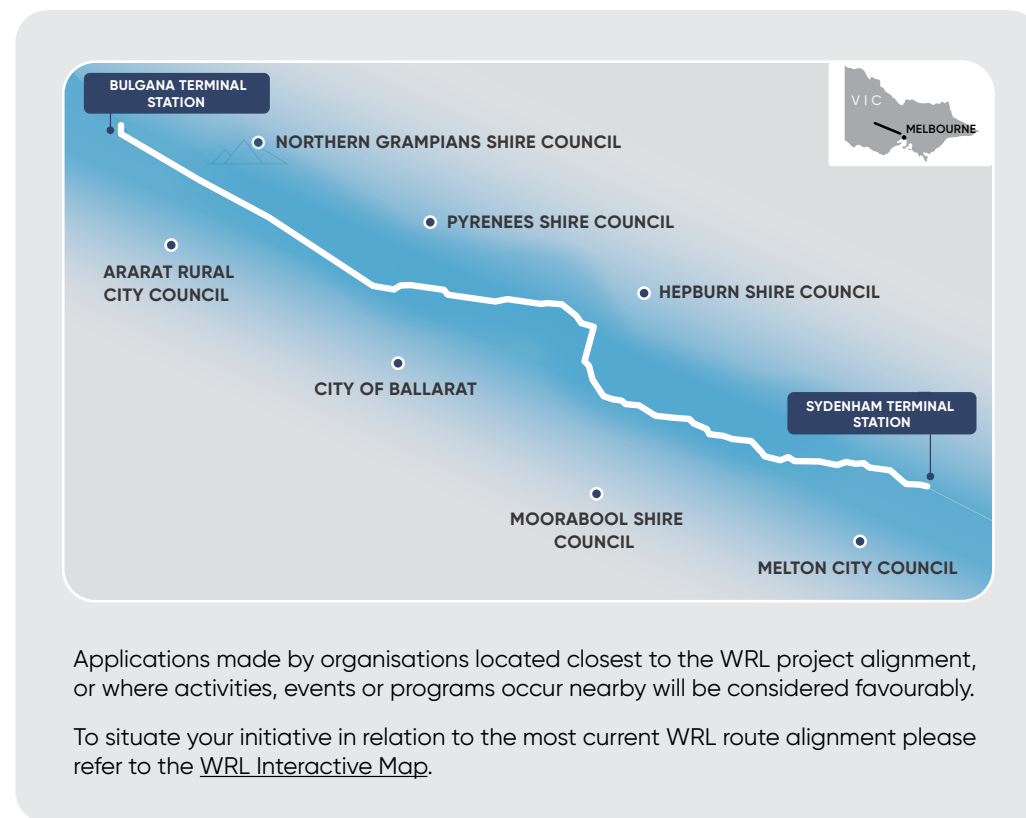 BULGANA TERMINAL
STATION
VIC
MELBOURNE
NORTHERN GRAMPIANS SHIRE COUNCIL
PYRENEES SHIRE COUNCIL
ARARAT RURAL
CITY COUNCIL
HEPBURN SHIRE COUNCIL
CITY OF BALLARAT
SYDENHAM TERMINAL
STATION
MOORABOOL SHIRE
COUNCIL
MELTON CITY COUNCIL
Applications made by organisations located closest to the WRL project alignment,
or where activities, events or programs occur nearby will be considered favourably.
To situate your initiative in relation to the most current WRL route alignment please
refer to the WRL Interactive Map.